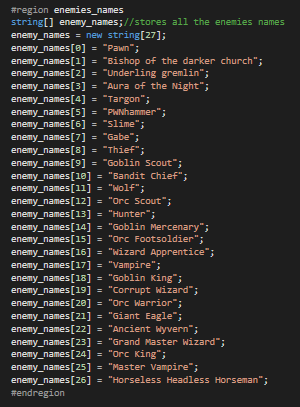 #region enemies_names
string[] enemy_names;//stores all the enemies names
enemy_names = new string[27];
enemy_names[0] = "Pawn";
enemy_names[1] = "Bishop of the darker church";
enemy_names[2] = "Underling gremlin";
enemy_names[3] = "Aura of the Night";
enemy_names[4] = "Targon";
enemy_names[5] = "PWNhammer";
enemy_names[6] = "Slime";
enemy_names[7] = "Gabe";
enemy_names[8] = "Thief";
enemy_names[9] = "Goblin Scout";
enemy_names[10] = "Bandit Chief";
enemy_names[11] = "Wolf";
enemy_names[12] = "Orc Scout";
enemy_names[13] = "Hunter";
enemy_names[14] = "Goblin Mercenary";
enemy_names[15] = "Orc Footsoldier";
enemy_names[16] = "Wizard Apprentice";
enemy_names[17] = "Vampire";
enemy_names[18] = "Goblin King";
enemy_names[19] = "Corrupt Wizard";
enemy_names[20] = "Orc Warrior";
enemy_names[21] = "Giant Eagle";
enemy_names[22] = "Ancient Wyvern";
enemy_names[23] = "Grand Master Wizard";
enemy_names[24] = "Orc King";
enemy_names[25] = "Master Vampire";
enemy_names[26] = "Horseless Headless Horseman";
#endregion